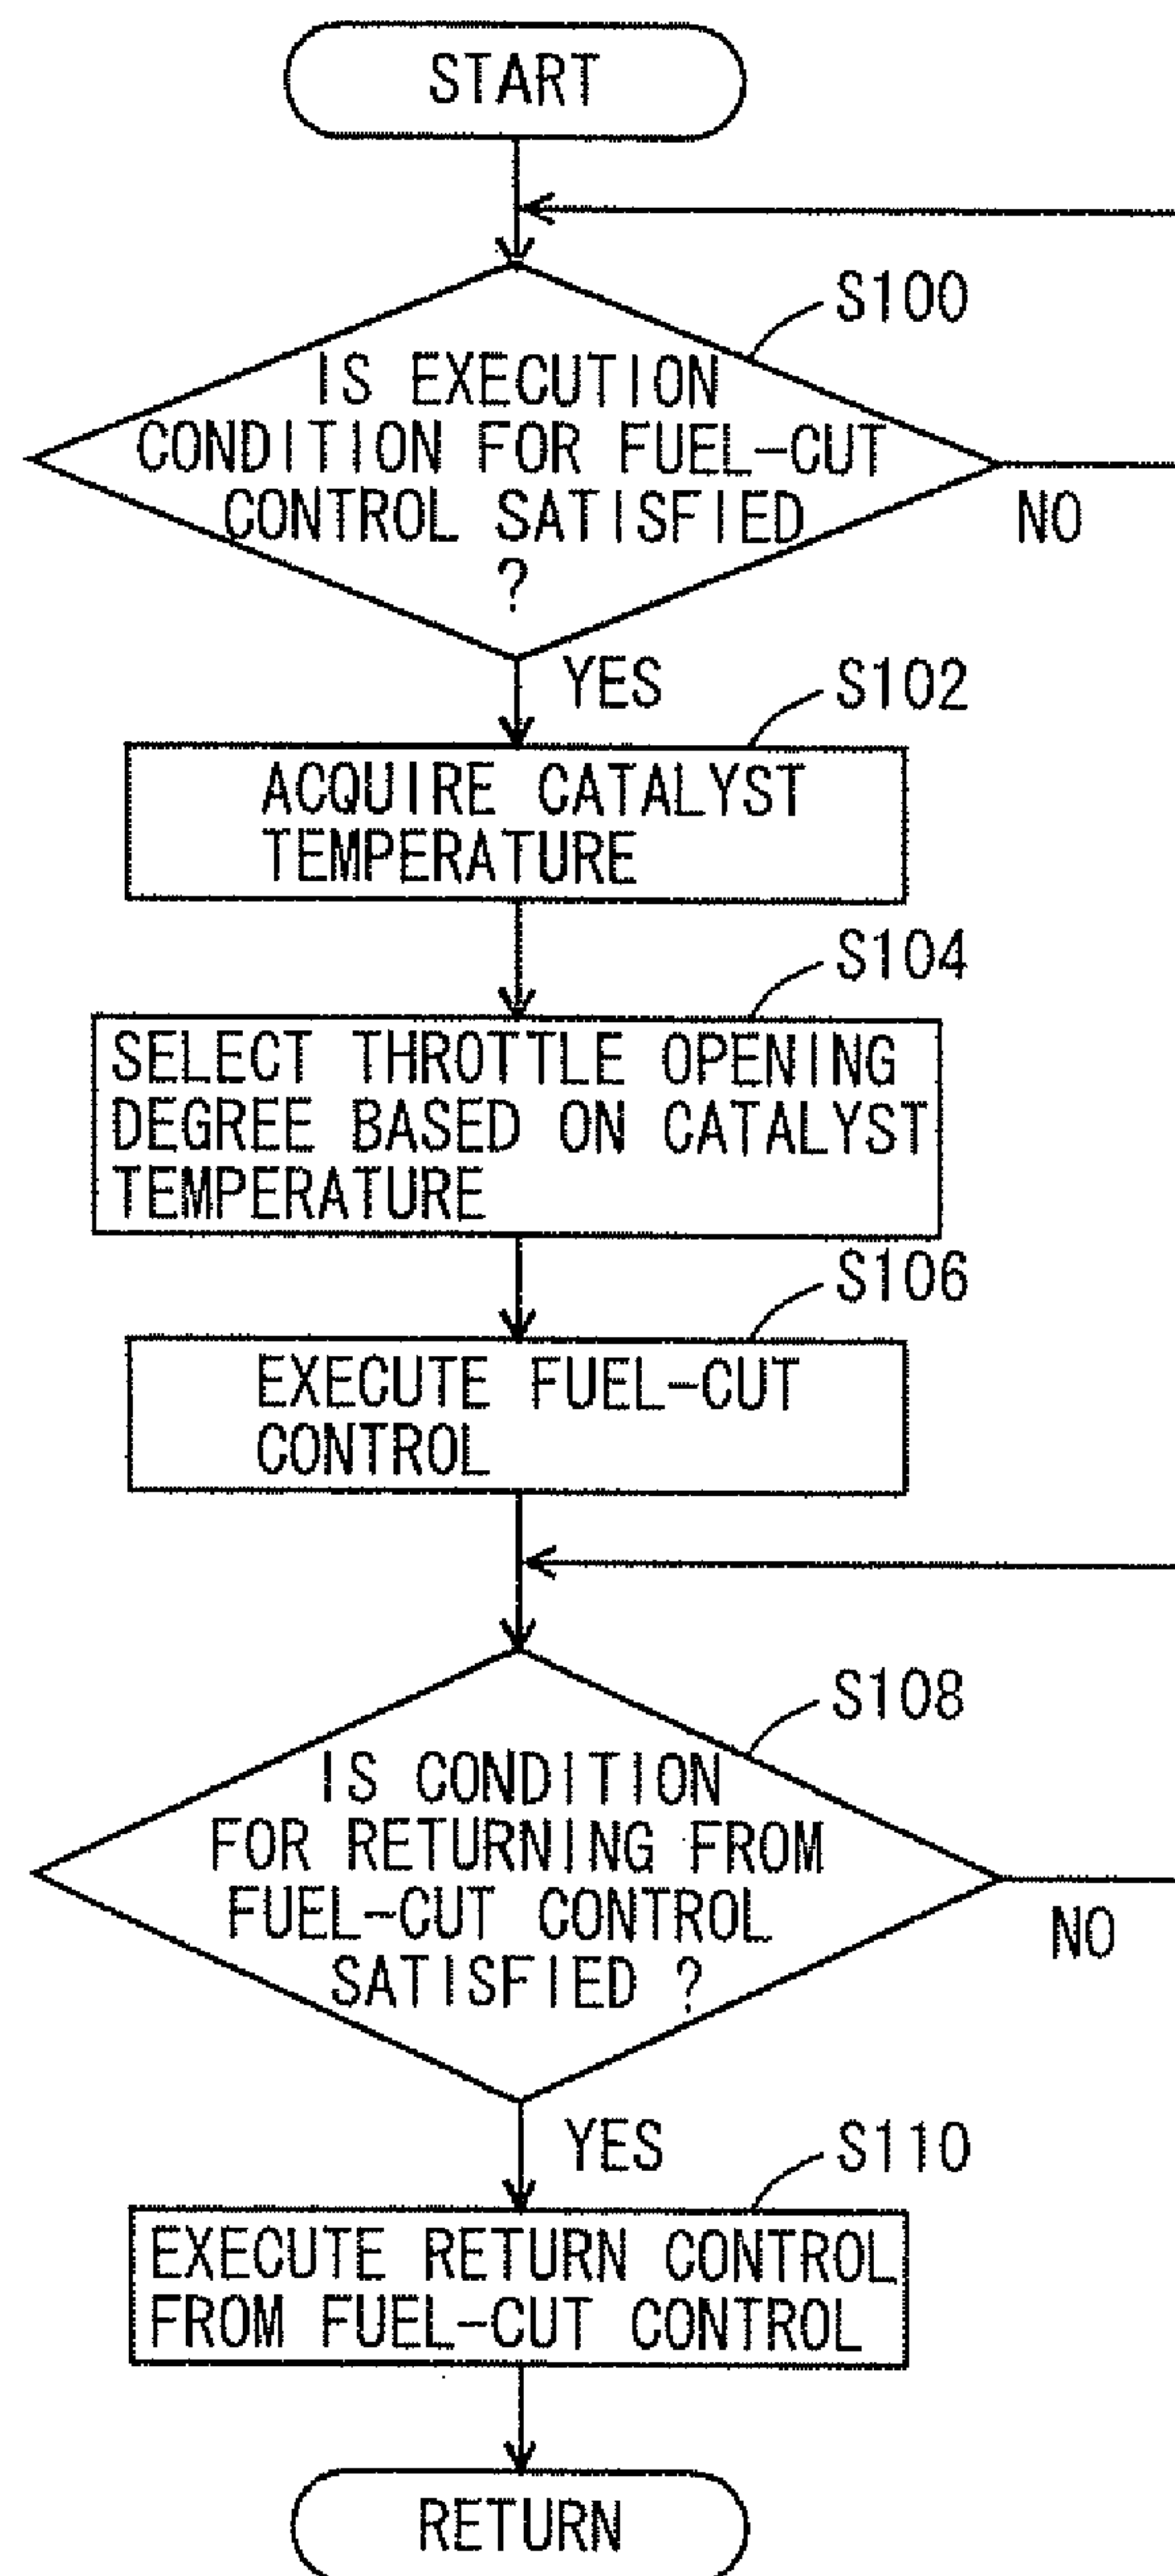 START
S100
IS EXECUTION
CONDITION FOR FUEL-CUT
CONTROL SATISFIED
?
NO
YES
S102
ACQUIRE CATALYST
TEMPERATURE
S104
SELECT THROTTLE OPENING
DEGREE BASED ON CATALYST
TEMPERATURE
S106
EXECUTE FUEL-CUT
CONTROL
S108
IS CONDITION
FOR RETURNING FROM
FUEL-CUT CONTROL
SATISFIED ?
NO
YES
S110
EXECUTE RETURN CONTROL
FROM FUEL-CUT CONTROL
RETURN